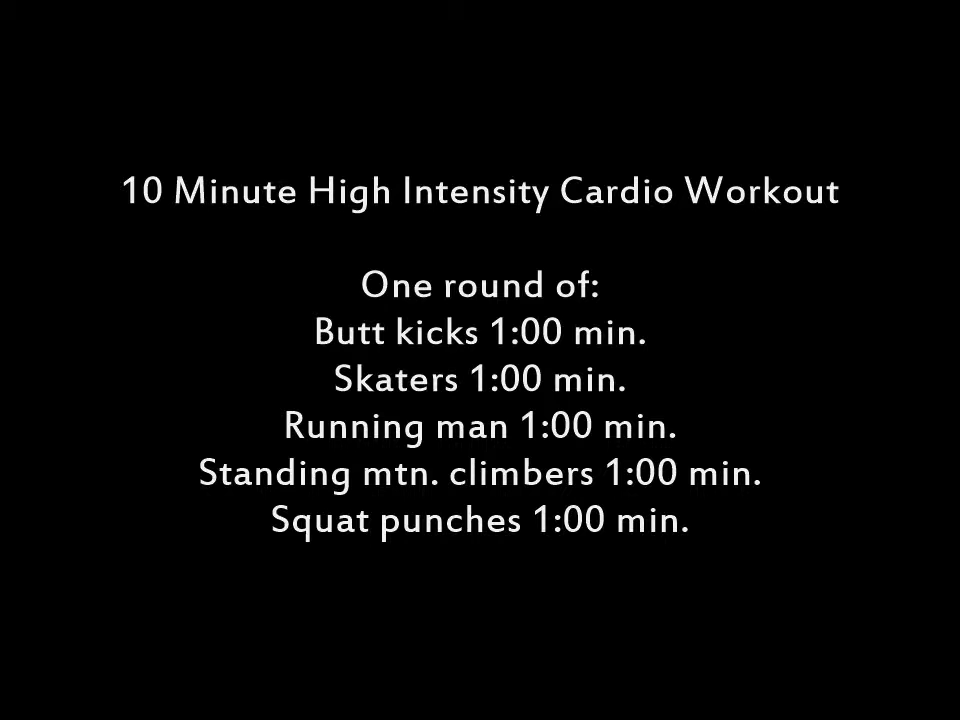 10 Minute High Intensity Cardio Workout
One round of:
Butt kicks 1:00 min.
Skaters 1:00 min.
Running man 1:00 min.
Standing mtn. climbers 1:00 min.
Squat punches 1:00 min.